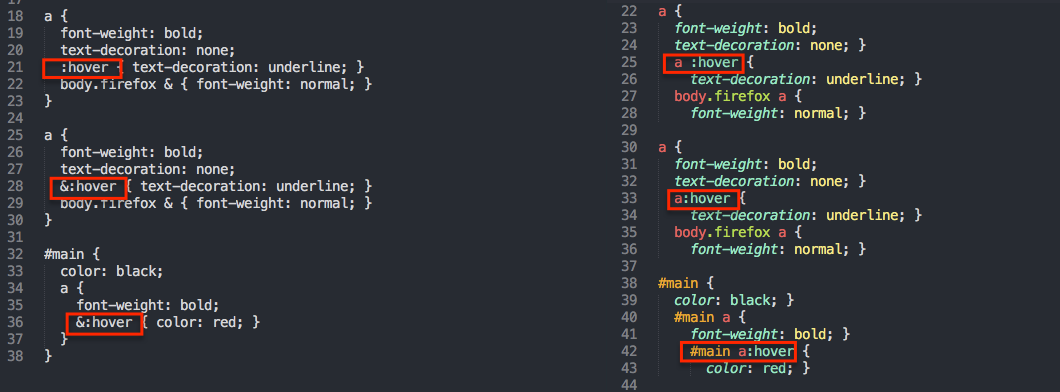 17
18 a {
19 font-weight: bold;
20 text-decoration: none;
21 :hover { text-decoration: underline; }
22 body.firefox & { font-weight: normal; }
23 }
24
25 a {
26 font-weight: bold;
27 text-decoration: none;
28 &:hover { text-decoration: underline; }
29 body.firefox & { font-weight: normal; }
30 }
31
32 #main {
33 color: black;
34 a {
35 font-weight: bold;
36 &:hover { color: red; }
37 }
38 }
22 a {
23 font-weight: bold;
24 text-decoration: none; }
25 a :hover {
26 text-decoration: underline; }
27 body.firefox a {
28 font-weight: normal; }
29
30 a {
31 font-weight: bold;
32 text-decoration: none; }
33 a:hover {
34 text-decoration: underline; }
35 body.firefox a {
36 font-weight: normal; }
37
38 #main {
39 color: black; }
40 #main a {
41 font-weight: bold; }
42 #main a:hover {
43 color: red; }
44